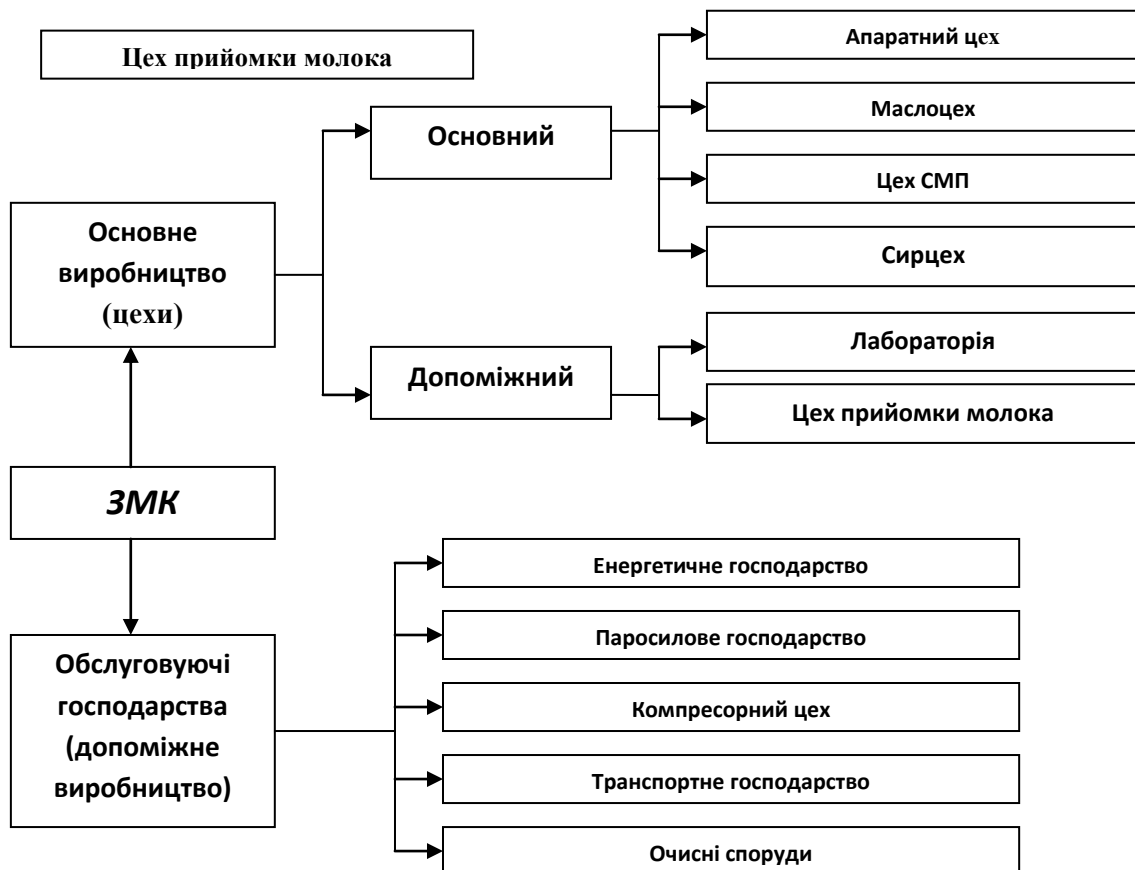 Цех прийомки молока
Апаратний цех
Маслоцех
Основний
Цех СМП
Сирцех
Основне
виробництво
(цехи)
Лабораторія
Допоміжний
Цех прийомки молока
ЗМК
Енергетичне господарство
Паросилове господарство
Обслуговуючі
господарства
(допоміжне
виробництво)
Компресорний цех
Транспортне господарство
Очисні споруди